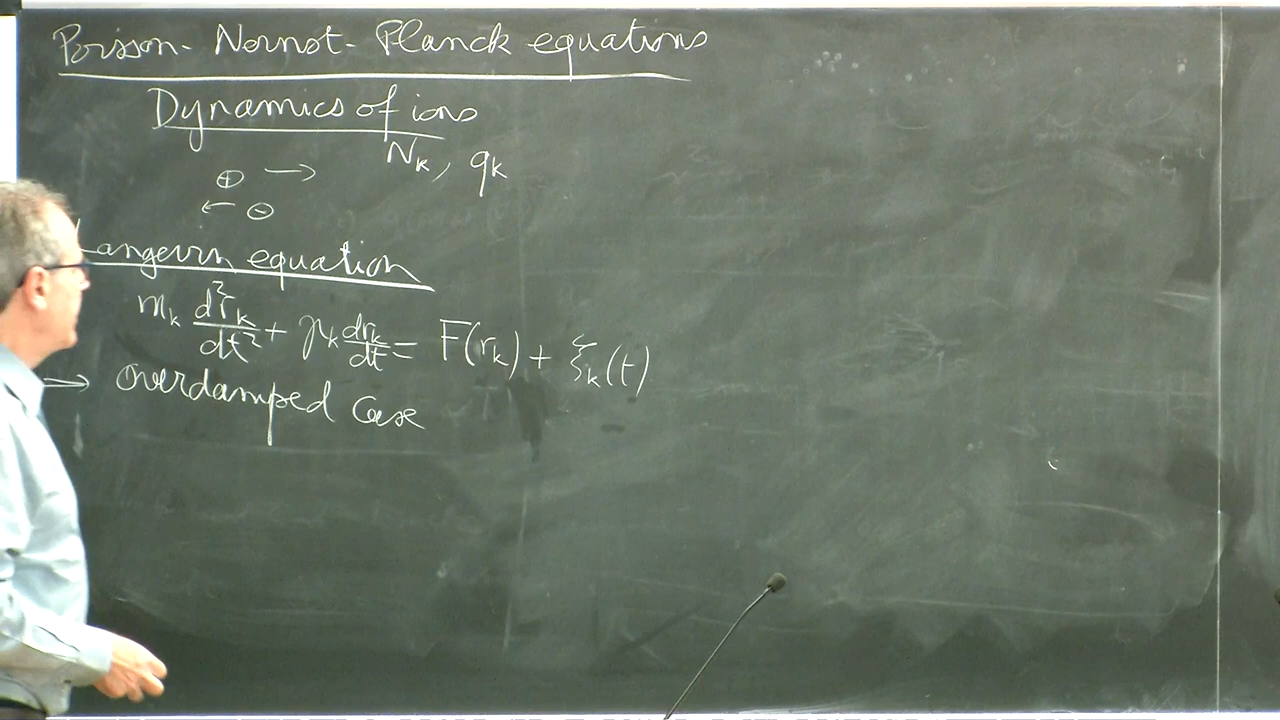 Poisson-Nernst-Planck equations
Dynamics of ions
N_k, q_k
⊕ →
← ⊖
Langevin equation
m_k d²r_k/dt² + γ_k dr_k/dt = F(r_k) + ξ_k(t)
→ overdamped case